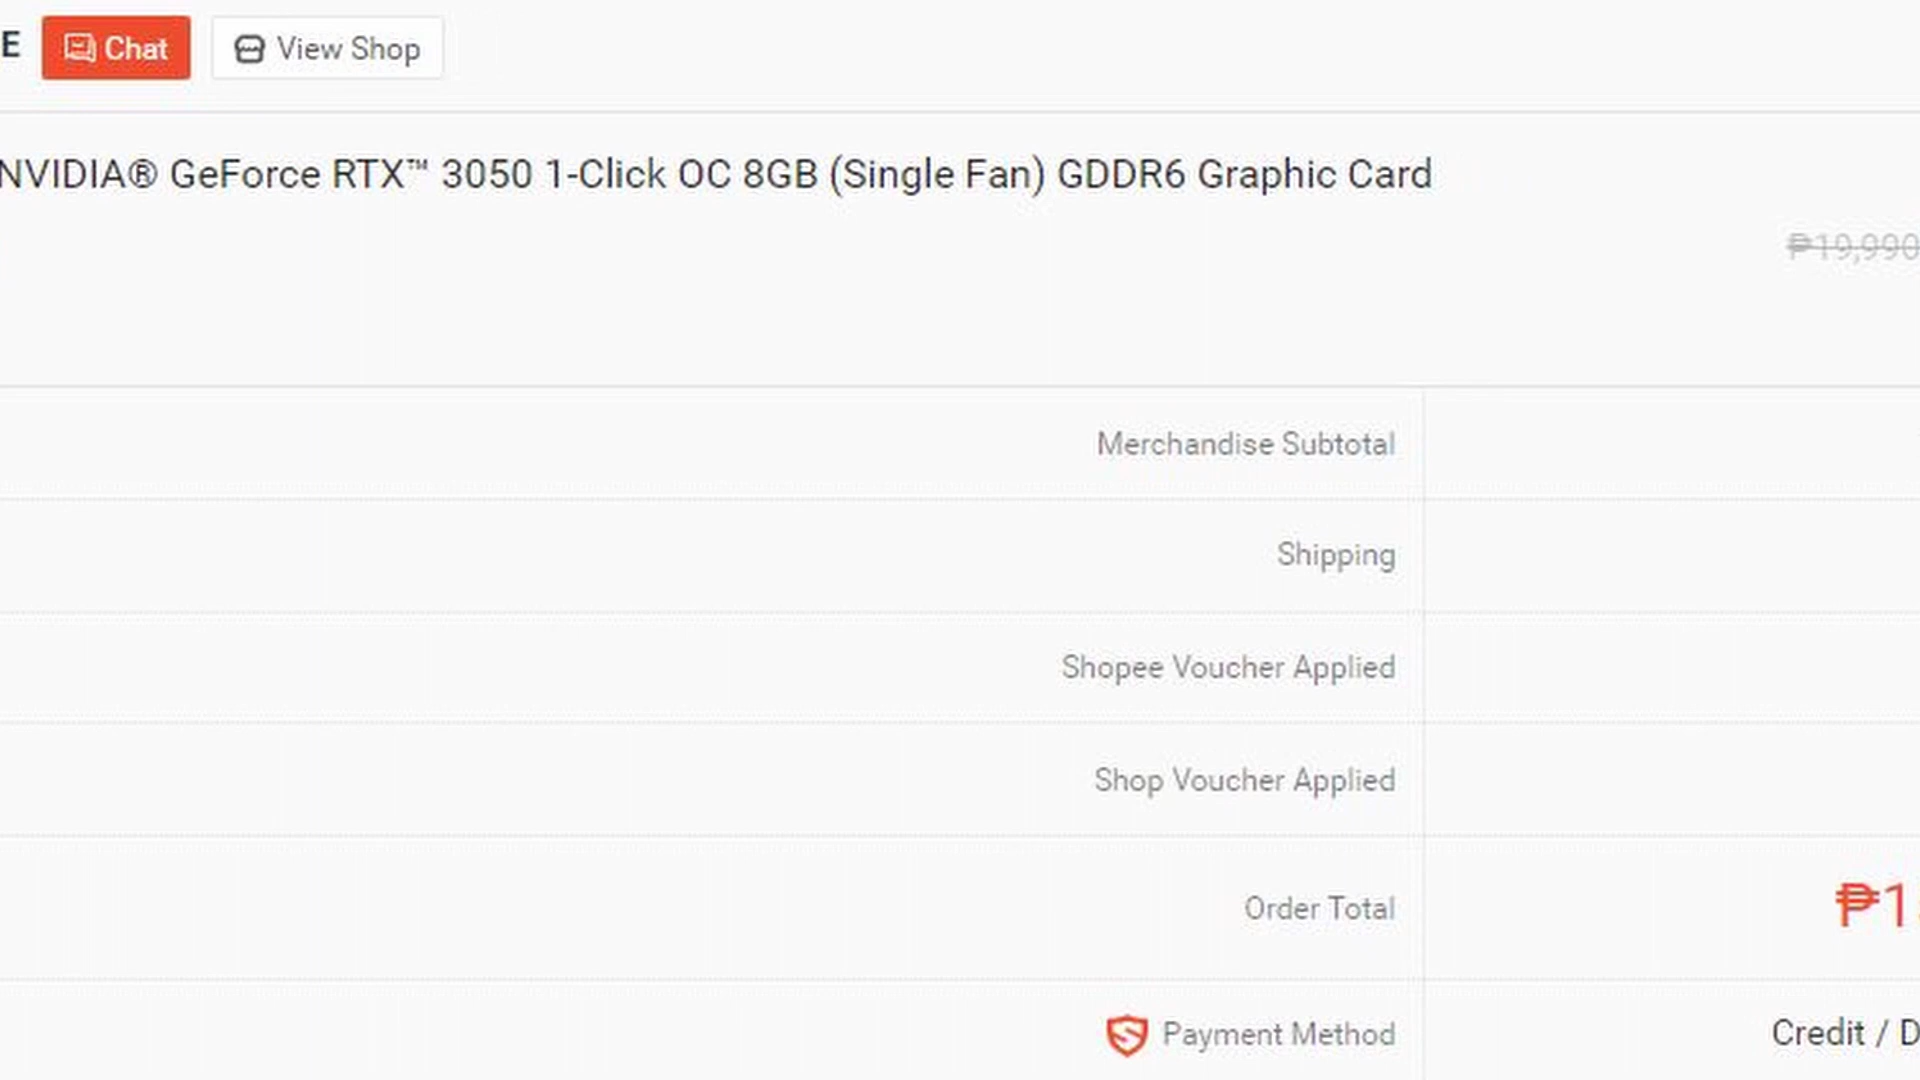 E Chat View Shop
NVIDIA® GeForce RTX™ 3050 1-Click OC 8GB (Single Fan) GDDR6 Graphic Card
₱19,990
Merchandise Subtotal
Shipping
Shopee Voucher Applied
Shop Voucher Applied
Order Total ₱1
Payment Method Credit / D